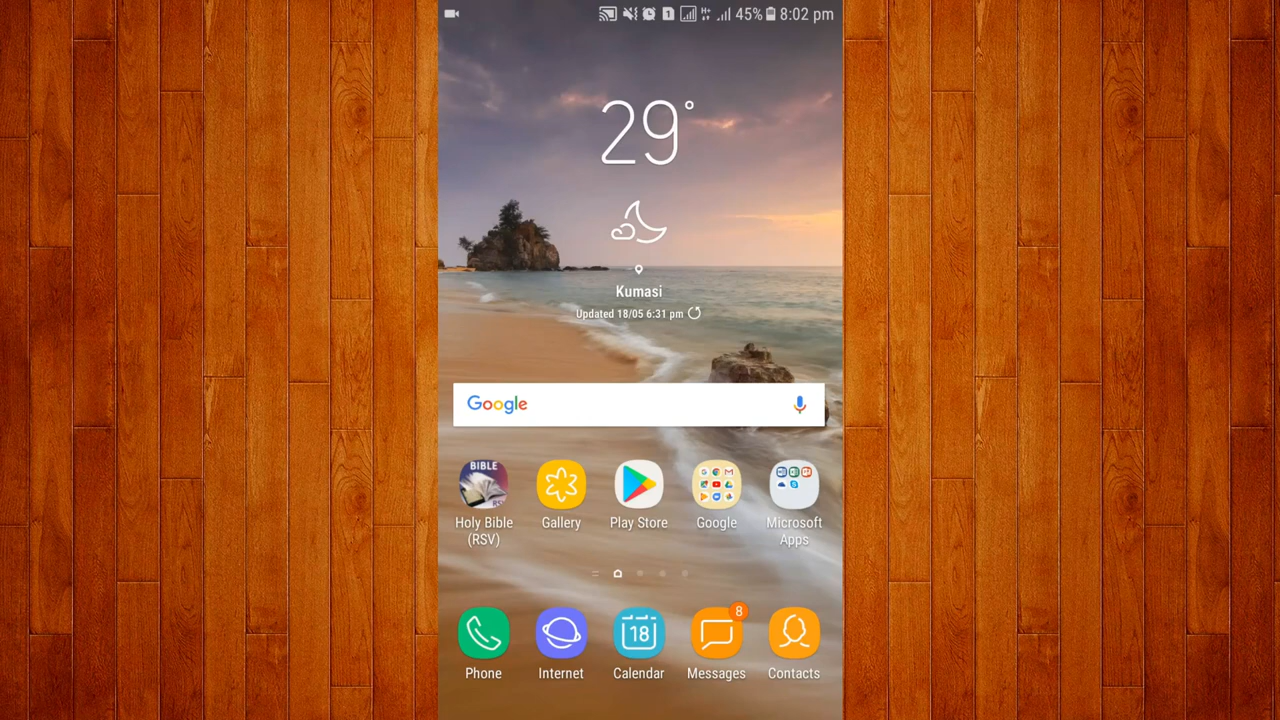 45% 8:02 pm
29°
Kumasi
Updated 18/05 6:31 pm
Google
BIBLE
RSV
Holy Bible
(RSV)
Gallery
Play Store
Google
Microsoft
Apps
8
18
Phone
Internet
Calendar
Messages
Contacts